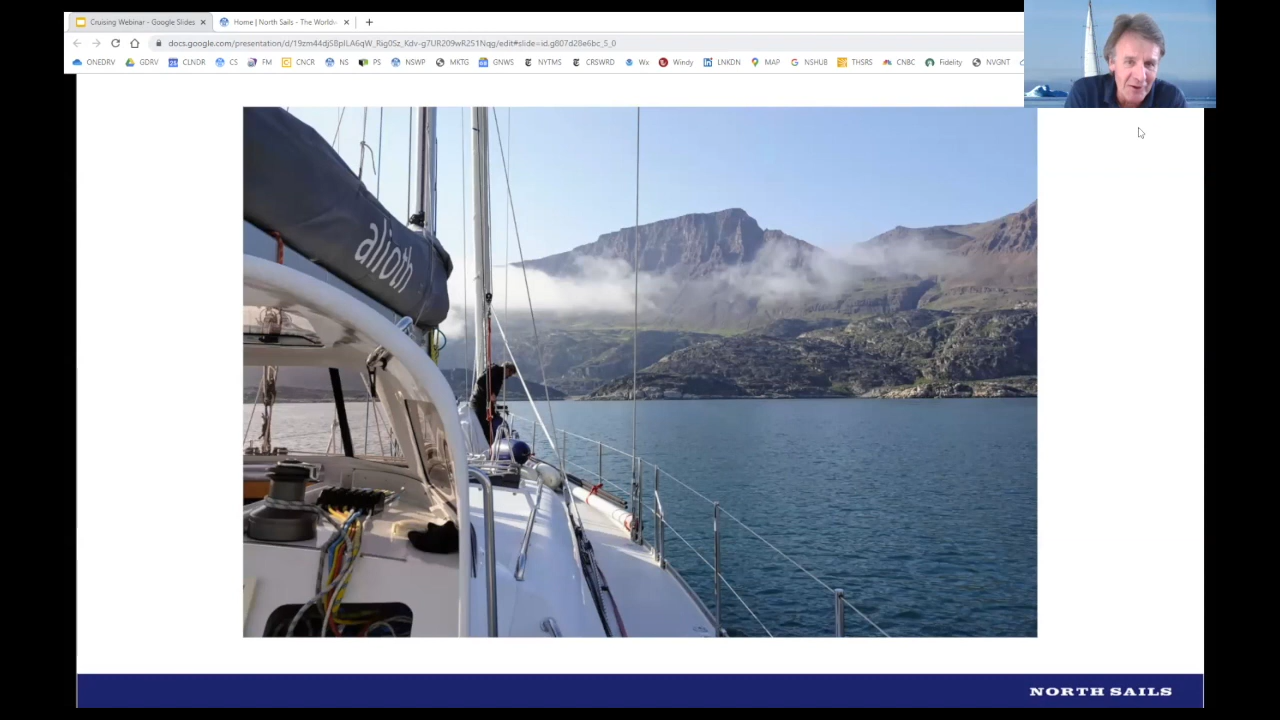 Cruising Webinar - Google Slides
Home | North Sails - The World
docs.google.com/presentation/d/19zm44dj58pILA6qW_Rig0Sz_Kdv-g7UR209wR251Nqg/edit#slide=id.g807d28e6bc_5_0
ONEDRV GDRV CLNDR CS FM CNCR NS PS NSWP MKTG GNWS NYTMS CRSWRD Wx Windy LNKDN MAP NSHUB THSRS CNBC Fidelity NVGNT
alioth
NORTH SAILS